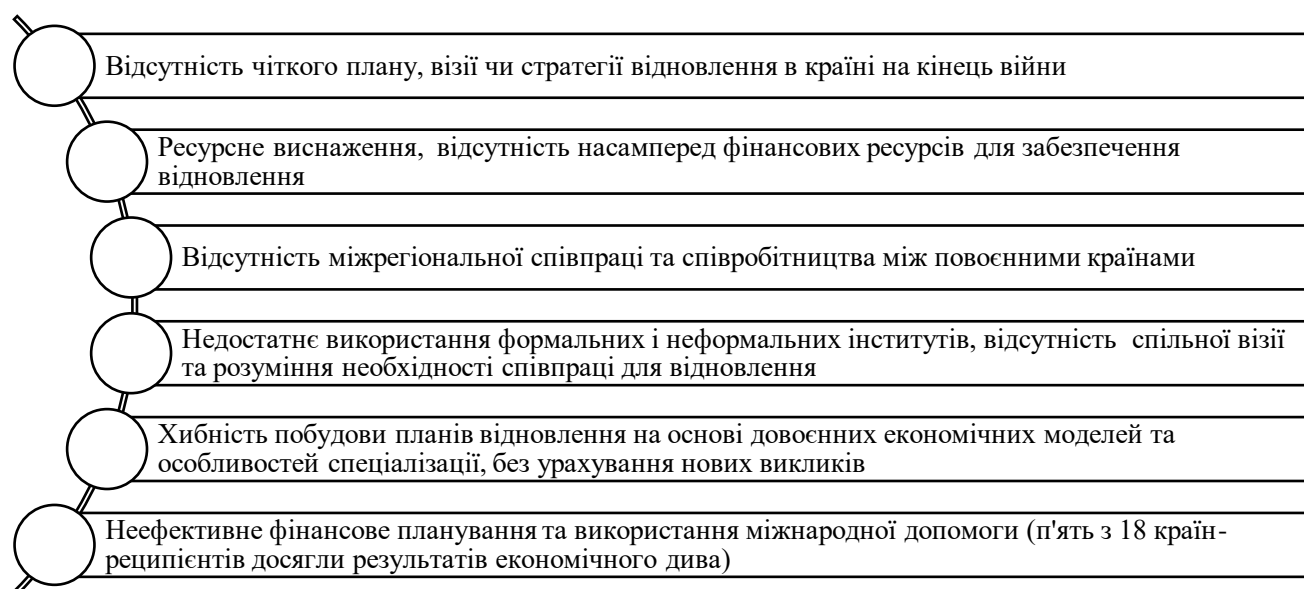 Відсутність чіткого плану, візії чи стратегії відновлення в країні на кінець війни
Ресурсне виснаження, відсутність насамперед фінансових ресурсів для забезпечення
відновлення
Відсутність міжрегіональної співпраці та співробітництва між повоєнними країнами
Недостатнє використання формальних і неформальних інститутів, відсутність спільної візії
та розуміння необхідності співпраці для відновлення
Хибність побудови планів відновлення на основі довоєнних економічних моделей та
особливостей спеціалізації, без урахування нових викликів
Неефективне фінансове планування та використання міжнародної допомоги (п'ять з 18 країн-
реципієнтів досягли результатів економічного дива)